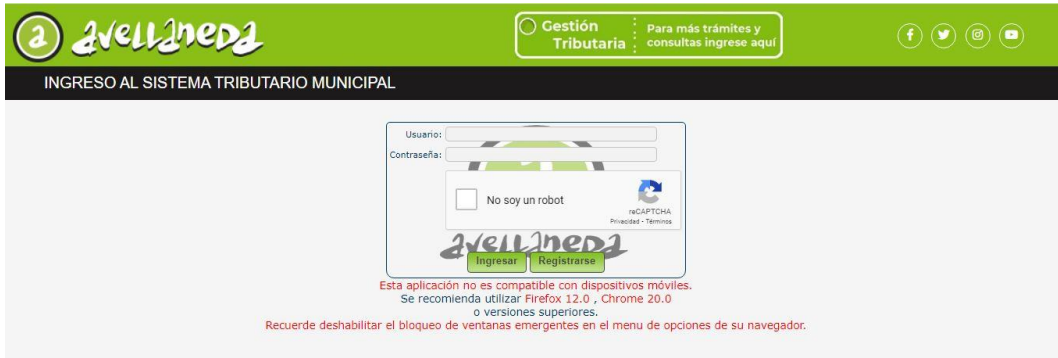 a avellaneda
Gestión
Tributaria
Para más trámites y
consultas ingrese aquí
INGRESO AL SISTEMA TRIBUTARIO MUNICIPAL
Usuario:
Contraseña:
No soy un robot
reCAPTCHA
Privacidad - Términos
avellaneda
Ingresar Registrarse
Esta aplicación no es compatible con dispositivos móviles.
Se recomienda utilizar Firefox 12.0 , Chrome 20.0
o versiones superiores.
Recuerde deshabilitar el bloqueo de ventanas emergentes en el menu de opciones de su navegador.